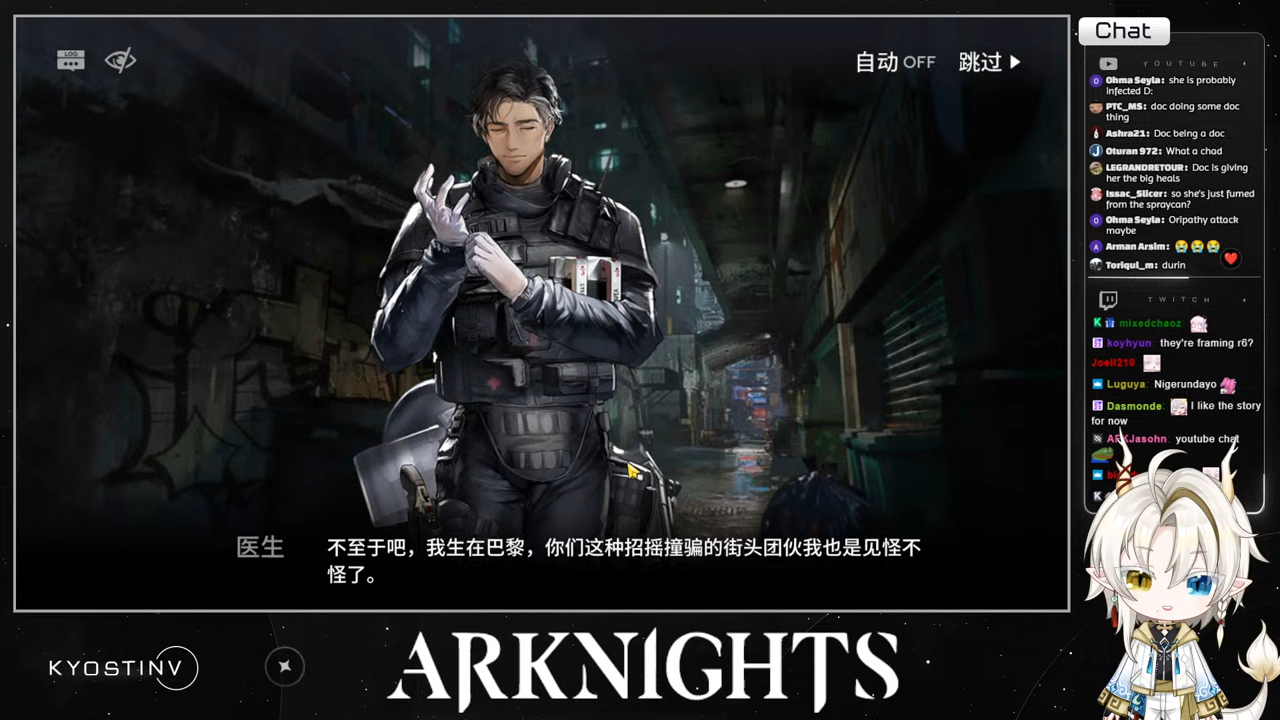 LOG
自动 OFF 跳过
医生
不至于吧，我生在巴黎，你们这种招摇撞骗的街头团伙我也是见怪不
怪了。
KYOSTINV
ARKNIGHTS
Chat
YOUTUBE
Ohma Seyla: she is probably
infected D:
PTC_MS: doc doing some doc
thing
Ashra21: Doc being a doc
Oturan 972: What a chad
LEGRANDRETOUR: Doc is giving
her the big heals
Issac_Slicer: so she's just fumed
from the spraycan?
Ohma Seyla: Oripathy attack
maybe
Arman Arsim: 😭😭😭
Toriqul_m: durin
TWITCH
mixedchaoz:
koyhyun: they're framing r6?
Joell210
Luguya: Nigerundayo
Dasmonde: I like the story
for now
ARKJasohn: youtube chat